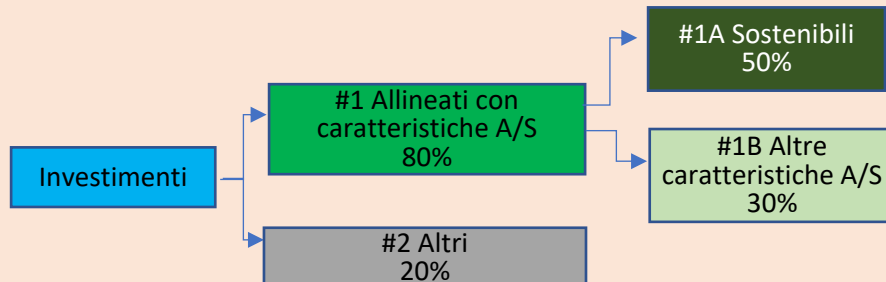 Investimenti
#1 Allineati con
caratteristiche A/S
80%
#2 Altri
20%
#1A Sostenibili
50%
#1B Altre
caratteristiche A/S
30%